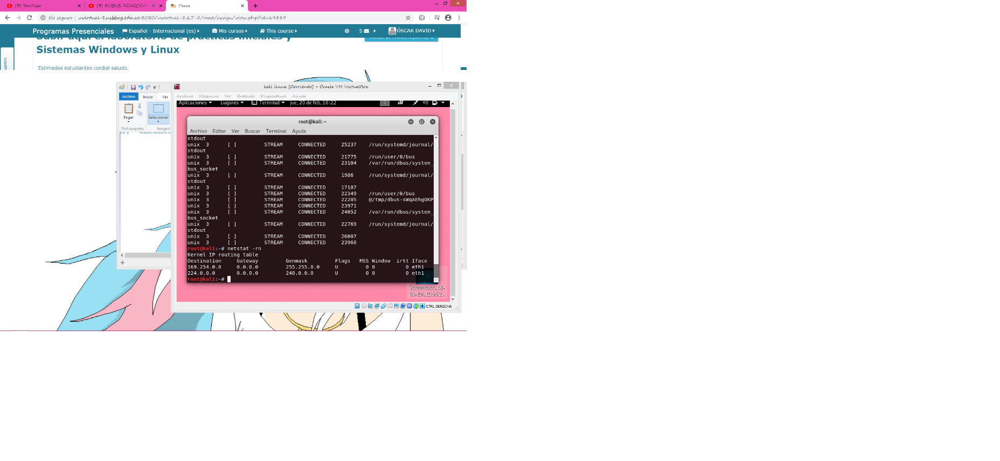 (3) YouTube
(3) RUBIUS REACCIONA
Tarea
No seguro | uvirtual-t.usbbog.edu.co:8080/uvirtual-2.6.7-2/mod/assign/view.php?id=69489
Programas Presenciales Español - Internacional (es) Mis cursos This course 5 ÓSCAR DAVID
Subir aquí el laboratorio de prácticas iniciales y
Sistemas Windows y Linux
Estimados estudiantes cordial saludo.
Archivo Inicio Ver
Pegar
Seleccionar
Portapapeles Imagen
kali linux [Corriendo] - Oracle VM VirtualBox
Archivo Máquina Ver Entrada Dispositivos Ayuda
Aplicaciones Lugares Terminal jue, 20 de feb, 16:22 1
root@kali: ~
Archivo Editar Ver Buscar Terminal Ayuda
stdout
unix 3 [ ] STREAM CONNECTED 25237 /run/systemd/journal/
stdout
unix 3 [ ] STREAM CONNECTED 21775 /run/user/0/bus
unix 3 [ ] STREAM CONNECTED 23104 /var/run/dbus/system_
bus_socket
unix 3 [ ] STREAM CONNECTED 1986 /run/systemd/journal/
stdout
unix 3 [ ] STREAM CONNECTED 17187
unix 3 [ ] STREAM CONNECTED 22349 /run/user/0/bus
unix 3 [ ] STREAM CONNECTED 22205 @/tmp/dbus-sWqAEhgOKP
unix 3 [ ] STREAM CONNECTED 23971
unix 3 [ ] STREAM CONNECTED 24052 /var/run/dbus/system_
bus_socket
unix 3 [ ] STREAM CONNECTED 22769 /run/systemd/journal/
stdout
unix 3 [ ] STREAM CONNECTED 26007
unix 3 [ ] STREAM CONNECTED 23960
root@kali:~# netstat -rn
Kernel IP routing table
Destination Gateway Genmask Flags MSS Window irtt Iface
169.254.0.0 0.0.0.0 255.255.0.0 U 0 0 0 eth1
224.0.0.0 0.0.0.0 240.0.0.0 U 0 0 0 eth1
root@kali:~#
Screencast_18-
03-19_11:55:2...
CTRL DERECHA